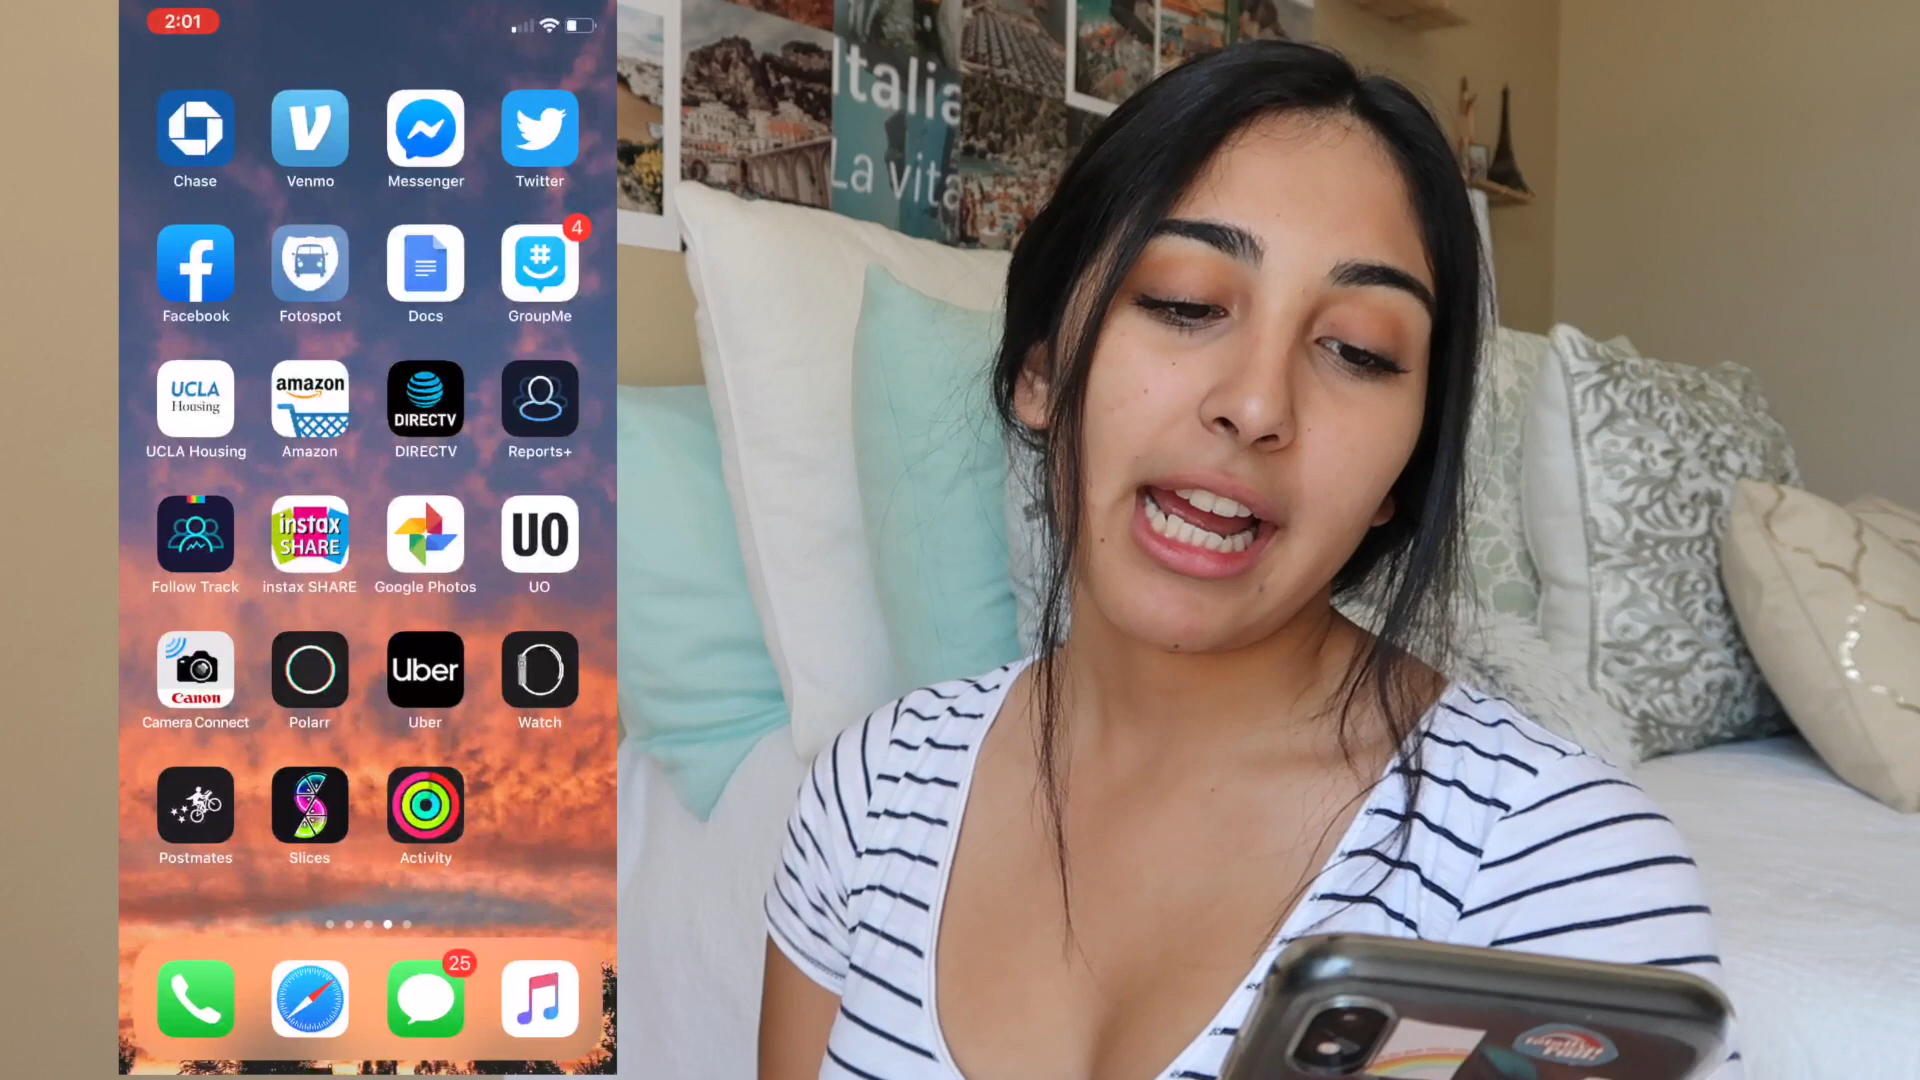 2:01
Chase
Venmo
Messenger
Twitter
4
Facebook
Fotospot
Docs
GroupMe
UCLA
Housing
amazon
DIRECTV
UCLA Housing
Amazon
DIRECTV
Reports+
instax
SHARE
UO
Follow Track
instax SHARE
Google Photos
UO
Canon
Uber
Camera Connect
Polarr
Uber
Watch
Postmates
Slices
Activity
25
Italia
La vita